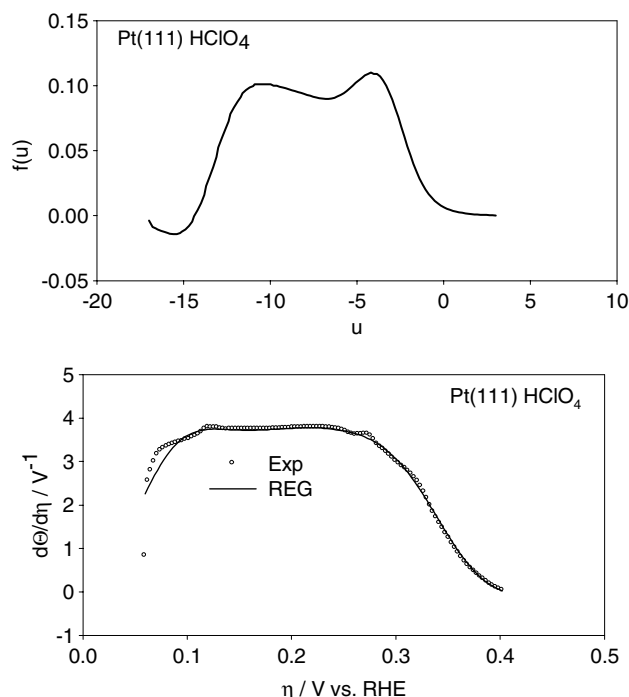 Pt(111) HClO4
0.15
0.10
0.05
0.00
-0.05
f(u)
-20 -15 -10 -5 0 5 10
u
Pt(111) HClO4
5
4
3
2
1
0
-1
dΘ/dη / V-1
Exp
REG
0.0 0.1 0.2 0.3 0.4 0.5
η / V vs. RHE